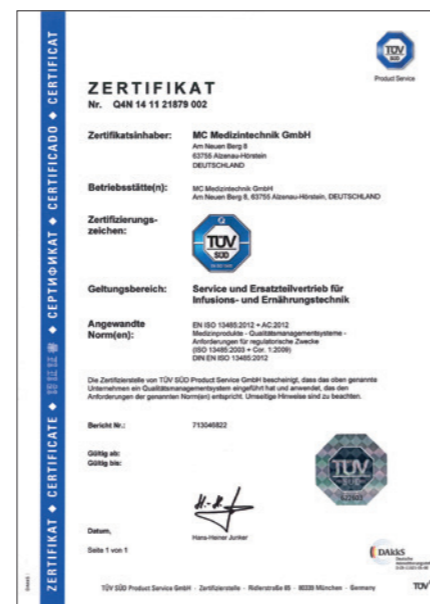 TÜV
SÜD
Product Service
ZERTIFIKAT
Nr. Q4N 14 11 21879 002
Zertifikatsinhaber: MC Medizintechnik GmbH
Am Neuen Berg 8
63755 Alzenau-Hörstein
DEUTSCHLAND
Betriebsstätte(n): MC Medizintechnik GmbH
Am Neuen Berg 8, 63755 Alzenau-Hörstein, DEUTSCHLAND
Zertifizierungs-
zeichen:
TÜV
SÜD
Geltungsbereich: Service und Ersatzteilvertrieb für
Infusions- und Ernährungstechnik
Angewandte
Norm(en):
EN ISO 13485:2012 + AC:2012
Medizinprodukte - Qualitätsmanagementsysteme -
Anforderungen für regulatorische Zwecke
(ISO 13485:2003 + Cor. 1:2009)
DIN EN ISO 13485:2012
Die Zertifizierstelle von TÜV SÜD Product Service GmbH bescheinigt, dass das oben genannte
Unternehmen ein Qualitätsmanagementsystem eingeführt hat und anwendet, das den
Anforderungen der genannten Norm(en) entspricht. Umseitige Hinweise sind zu beachten.
Bericht Nr.: 713046822
Gültig ab:
Gültig bis:
TÜV
SÜD
Datum,
Hans-Heiner Junker
Seite 1 von 1
DAkkS
Deutsche
Akkreditierungsstelle
TÜV SÜD Product Service GmbH · Zertifizierstelle · Ridlerstraße 65 · 80339 München · Germany
TÜV
ZERTIFIKAT ◆ CERTIFICATE ◆ ◆ СЕРТИФИКАТ ◆ CERTIFICADO ◆ CERTIFICAT